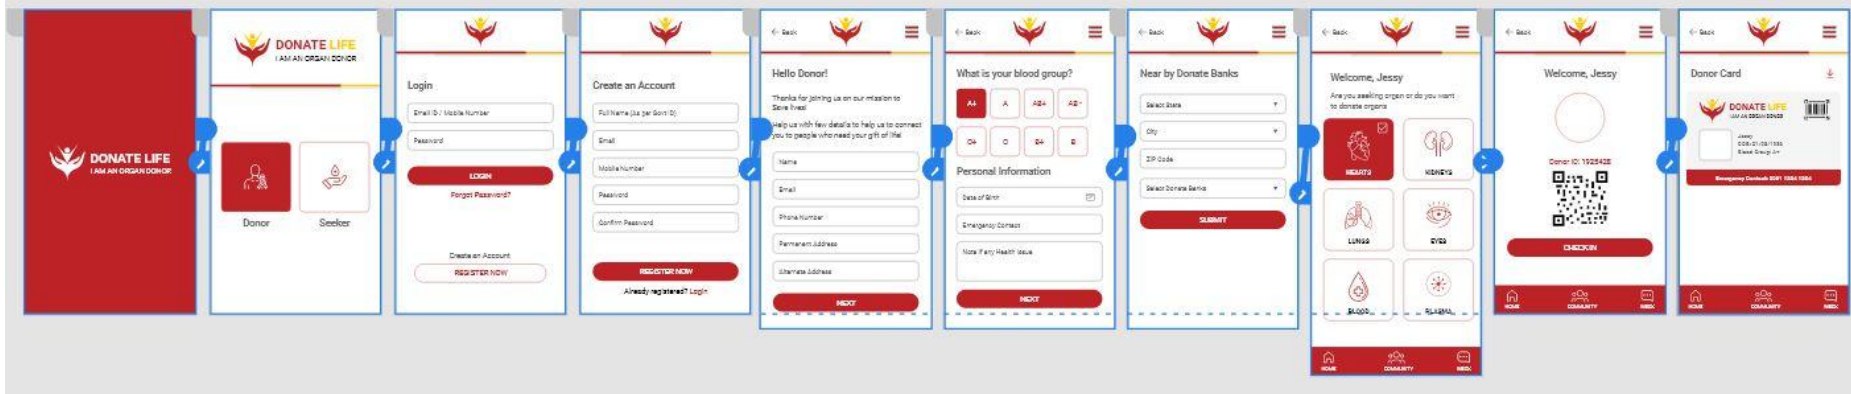 DONATE LIFE
I AM AN ORGAN DONOR
DONATE LIFE
I AM AN ORGAN DONOR
Donor
Seeker
Login
Email ID / Mobile Number
Password
LOGIN
Forgot Password?
Create an Account
REGISTER NOW
Create an Account
Full Name (As per Govt ID)
Email
Mobile Number
Password
Confirm Password
REGISTER NOW
Already registered? Login
Back
Hello Donor!
Thanks for joining us on our mission to
Save lives!
Help us with few details to help us to connect
you to people who need your gift of life!
Name
Email
Phone Number
Permanent Address
Alternate Address
NEXT
Back
What is your blood group?
A+
A
AB+
AB-
O+
O
B+
B
Personal Information
Date of Birth
Emergency Contact
Note if any Health issue
NEXT
Back
Near by Donate Banks
Select State
City
ZIP Code
Select Donate Banks
SUBMIT
Back
Welcome, Jessy
Are you seeking organ or do you want
to donate organs
HEARTS
KIDNEYS
LUNGS
EYES
BLOOD
PLASMA
HOME
COMMUNITY
Back
Welcome, Jessy
Donor ID: 1925425
CHECK IN
HOME
COMMUNITY
Back
Donor Card
DONATE LIFE
I AM AN ORGAN DONOR
Jessy
Blood Group: A+
HOME
COMMUNITY